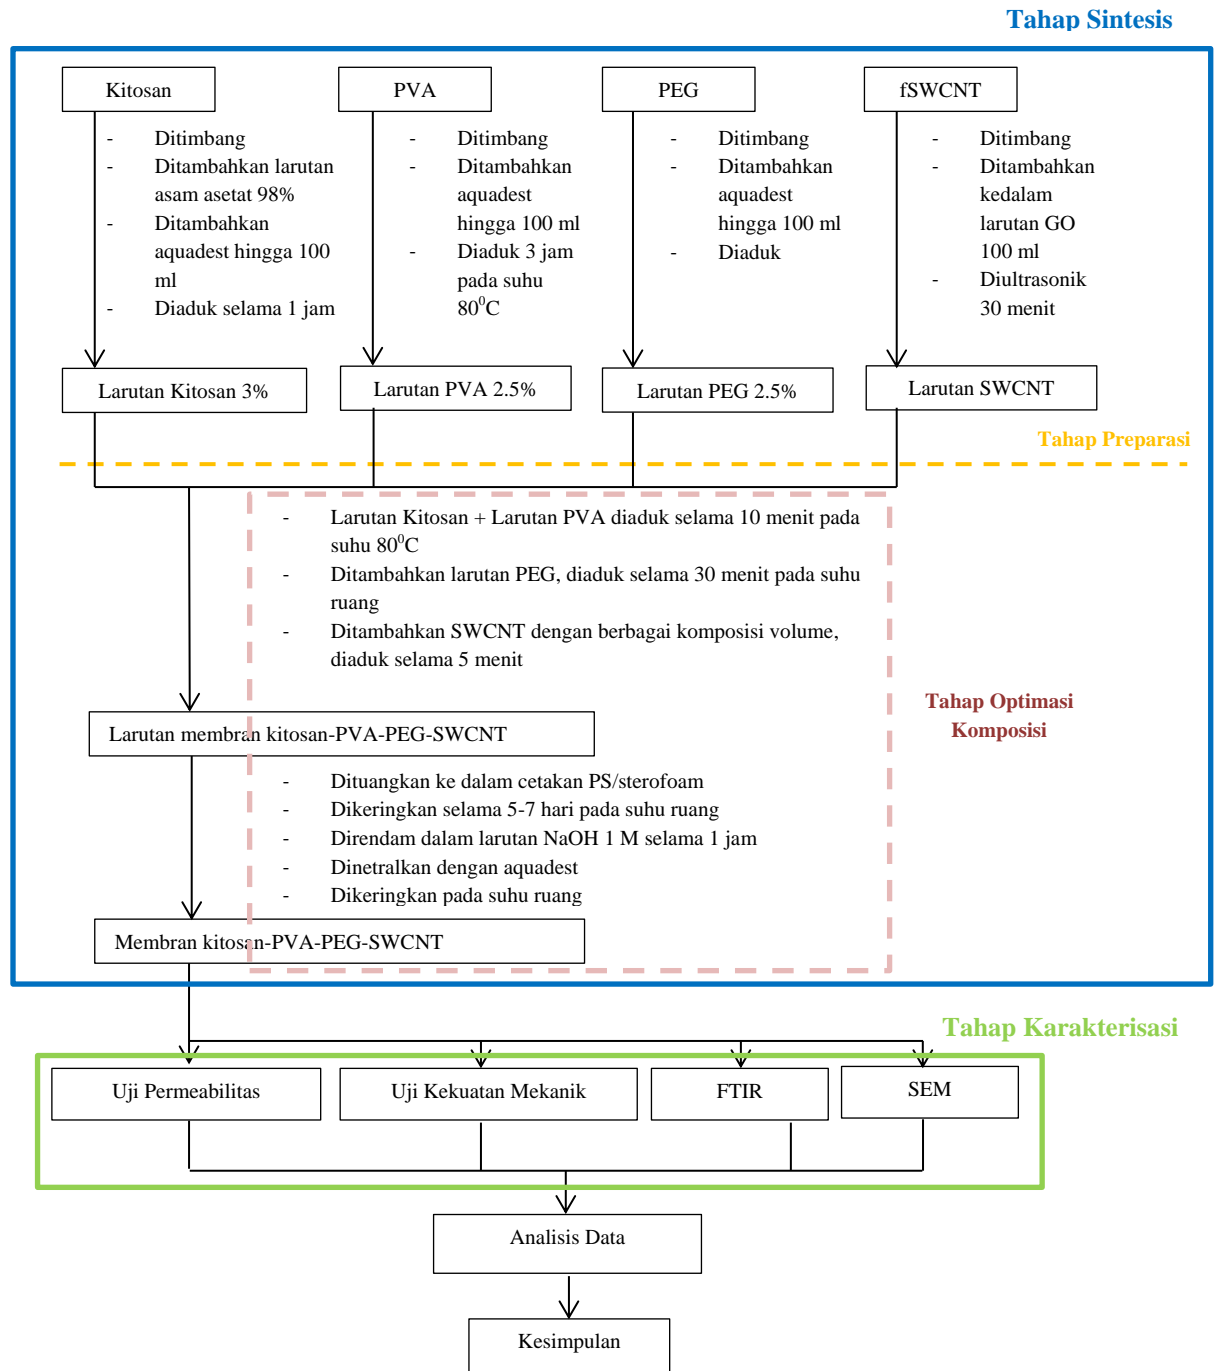 Tahap Sintesis
Kitosan
- Ditimbang
- Ditambahkan larutan
asam asetat 98%
- Ditambahkan
aquadest hingga 100
ml
- Diaduk selama 1 jam
Larutan Kitosan 3%
PVA
- Ditimbang
- Ditambahkan
aquadest
hingga 100 ml
- Diaduk 3 jam
pada suhu
80⁰C
Larutan PVA 2.5%
PEG
- Ditimbang
- Ditambahkan
aquadest
hingga 100 ml
- Diaduk
Larutan PEG 2.5%
fSWCNT
- Ditimbang
- Ditambahkan
kedalam
larutan GO
100 ml
- Diultrasonik
30 menit
Larutan SWCNT
Tahap Preparasi
- Larutan Kitosan + Larutan PVA diaduk selama 10 menit pada
suhu 80⁰C
- Ditambahkan larutan PEG, diaduk selama 30 menit pada suhu
ruang
- Ditambahkan SWCNT dengan berbagai komposisi volume,
diaduk selama 5 menit
Tahap Optimasi
Komposisi
Larutan membran kitosan-PVA-PEG-SWCNT
- Dituangkan ke dalam cetakan PS/sterofoam
- Dikeringkan selama 5-7 hari pada suhu ruang
- Direndam dalam larutan NaOH 1 M selama 1 jam
- Dinetralkan dengan aquadest
- Dikeringkan pada suhu ruang
Membran kitosan-PVA-PEG-SWCNT
Tahap Karakterisasi
Uji Permeabilitas
Uji Kekuatan Mekanik
FTIR
SEM
Analisis Data
Kesimpulan